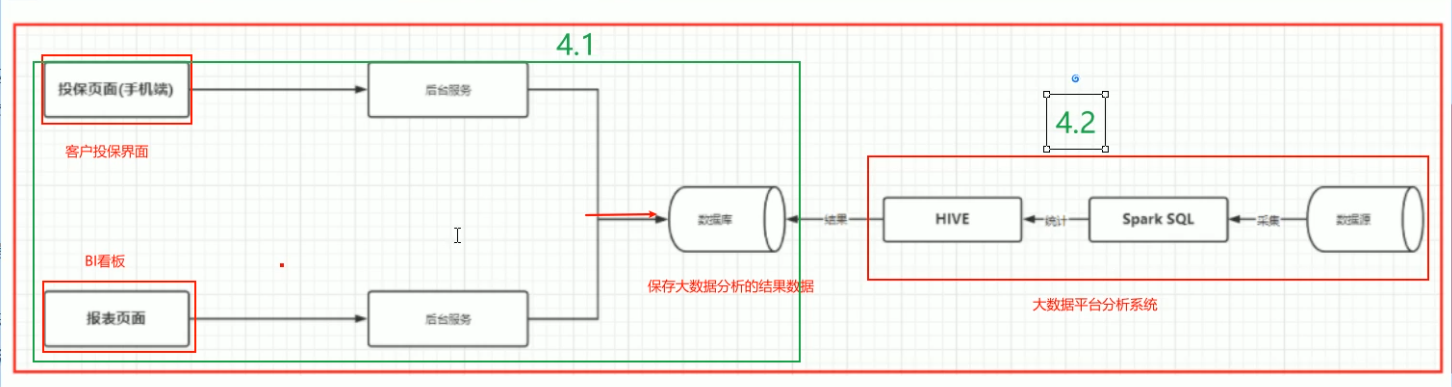 4.1
投保页面(手机端)
后台服务
4.2
客户投保界面
数据库
结果
HIVE
统计
Spark SQL
采集
数据源
BI看板
保存大数据分析的结果数据
大数据平台分析系统
报表页面
后台服务